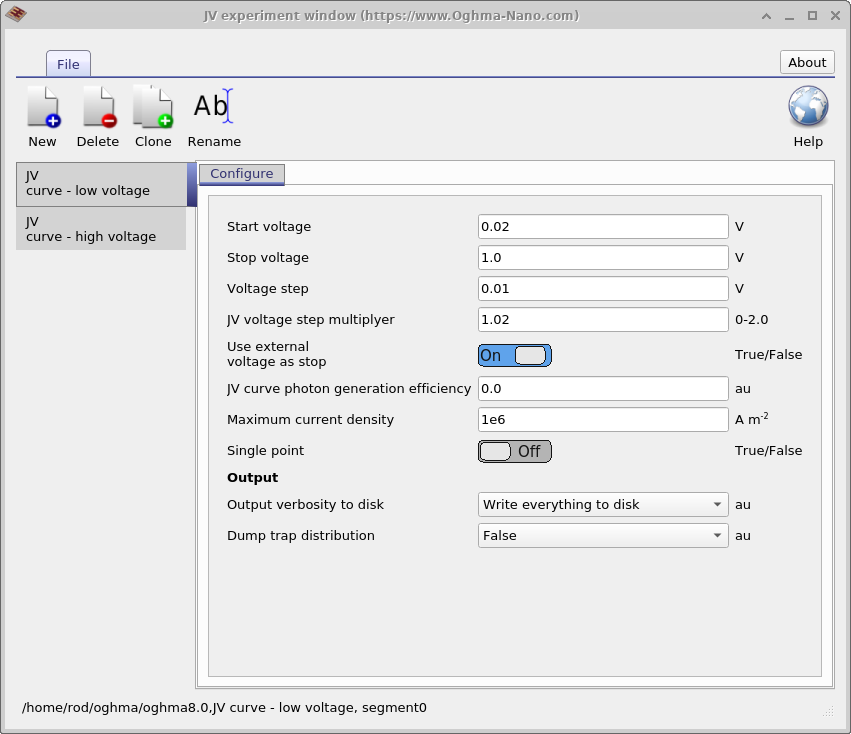 JV experiment window (https://www.Oghma-Nano.com)
File
About
New
Delete
Clone
Ab
Rename
Help
JV
curve - low voltage
JV
curve - high voltage
Configure
Start voltage 0.02 V
Stop voltage 1.0 V
Voltage step 0.01 V
JV voltage step multiplyer 1.02 0-2.0
Use external
voltage as stop On True/False
JV curve photon generation efficiency 0.0 au
Maximum current density 1e6 A m⁻²
Single point Off True/False
Output
Output verbosity to disk Write everything to disk au
Dump trap distribution False au
/home/rod/oghma/oghma8.0,JV curve - low voltage, segment0